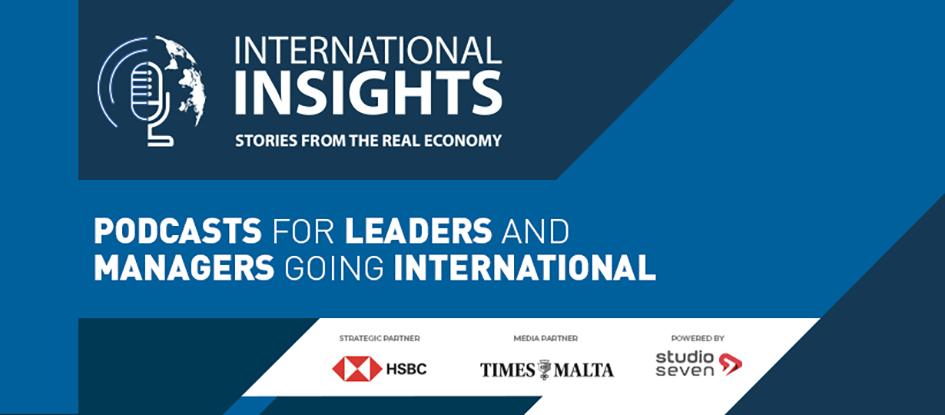 INTERNATIONAL
INSIGHTS
STORIES FROM THE REAL ECONOMY
PODCASTS FOR LEADERS AND
MANAGERS GOING INTERNATIONAL
STRATEGIC PARTNER
HSBC
MEDIA PARTNER
TIMES MALTA
POWERED BY
studio
seven